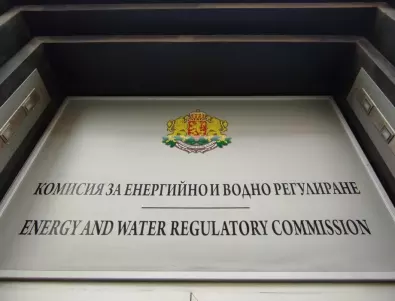 КОМИСИЯ ЗА ЕНЕРГИЙНО И ВОДНО РЕГУЛИРАНЕ
ENERGY AND WATER REGULATORY COMMISSION